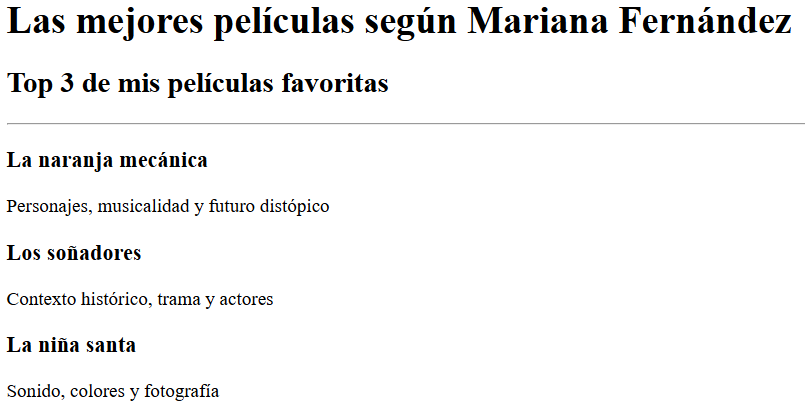 Las mejores películas según Mariana Fernández
Top 3 de mis películas favoritas
La naranja mecánica
Personajes, musicalidad y futuro distópico
Los soñadores
Contexto histórico, trama y actores
La niña santa
Sonido, colores y fotografía